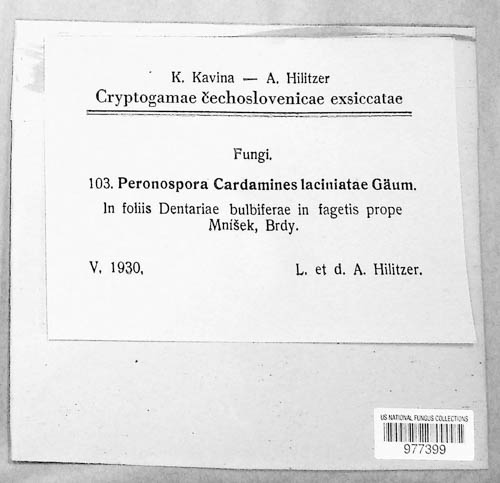 K. Kavina — A. Hilitzer
Cryptogamae čechoslovenicae exsiccatae
Fungi.
103. Peronospora Cardamines laciniatae Gäum.
In foliis Dentariae bulbiferae in fagetis prope
Mníšek, Brdy.
V. 1930,
L. et d. A. Hilitzer.
US NATIONAL FUNGUS COLLECTIONS
977399